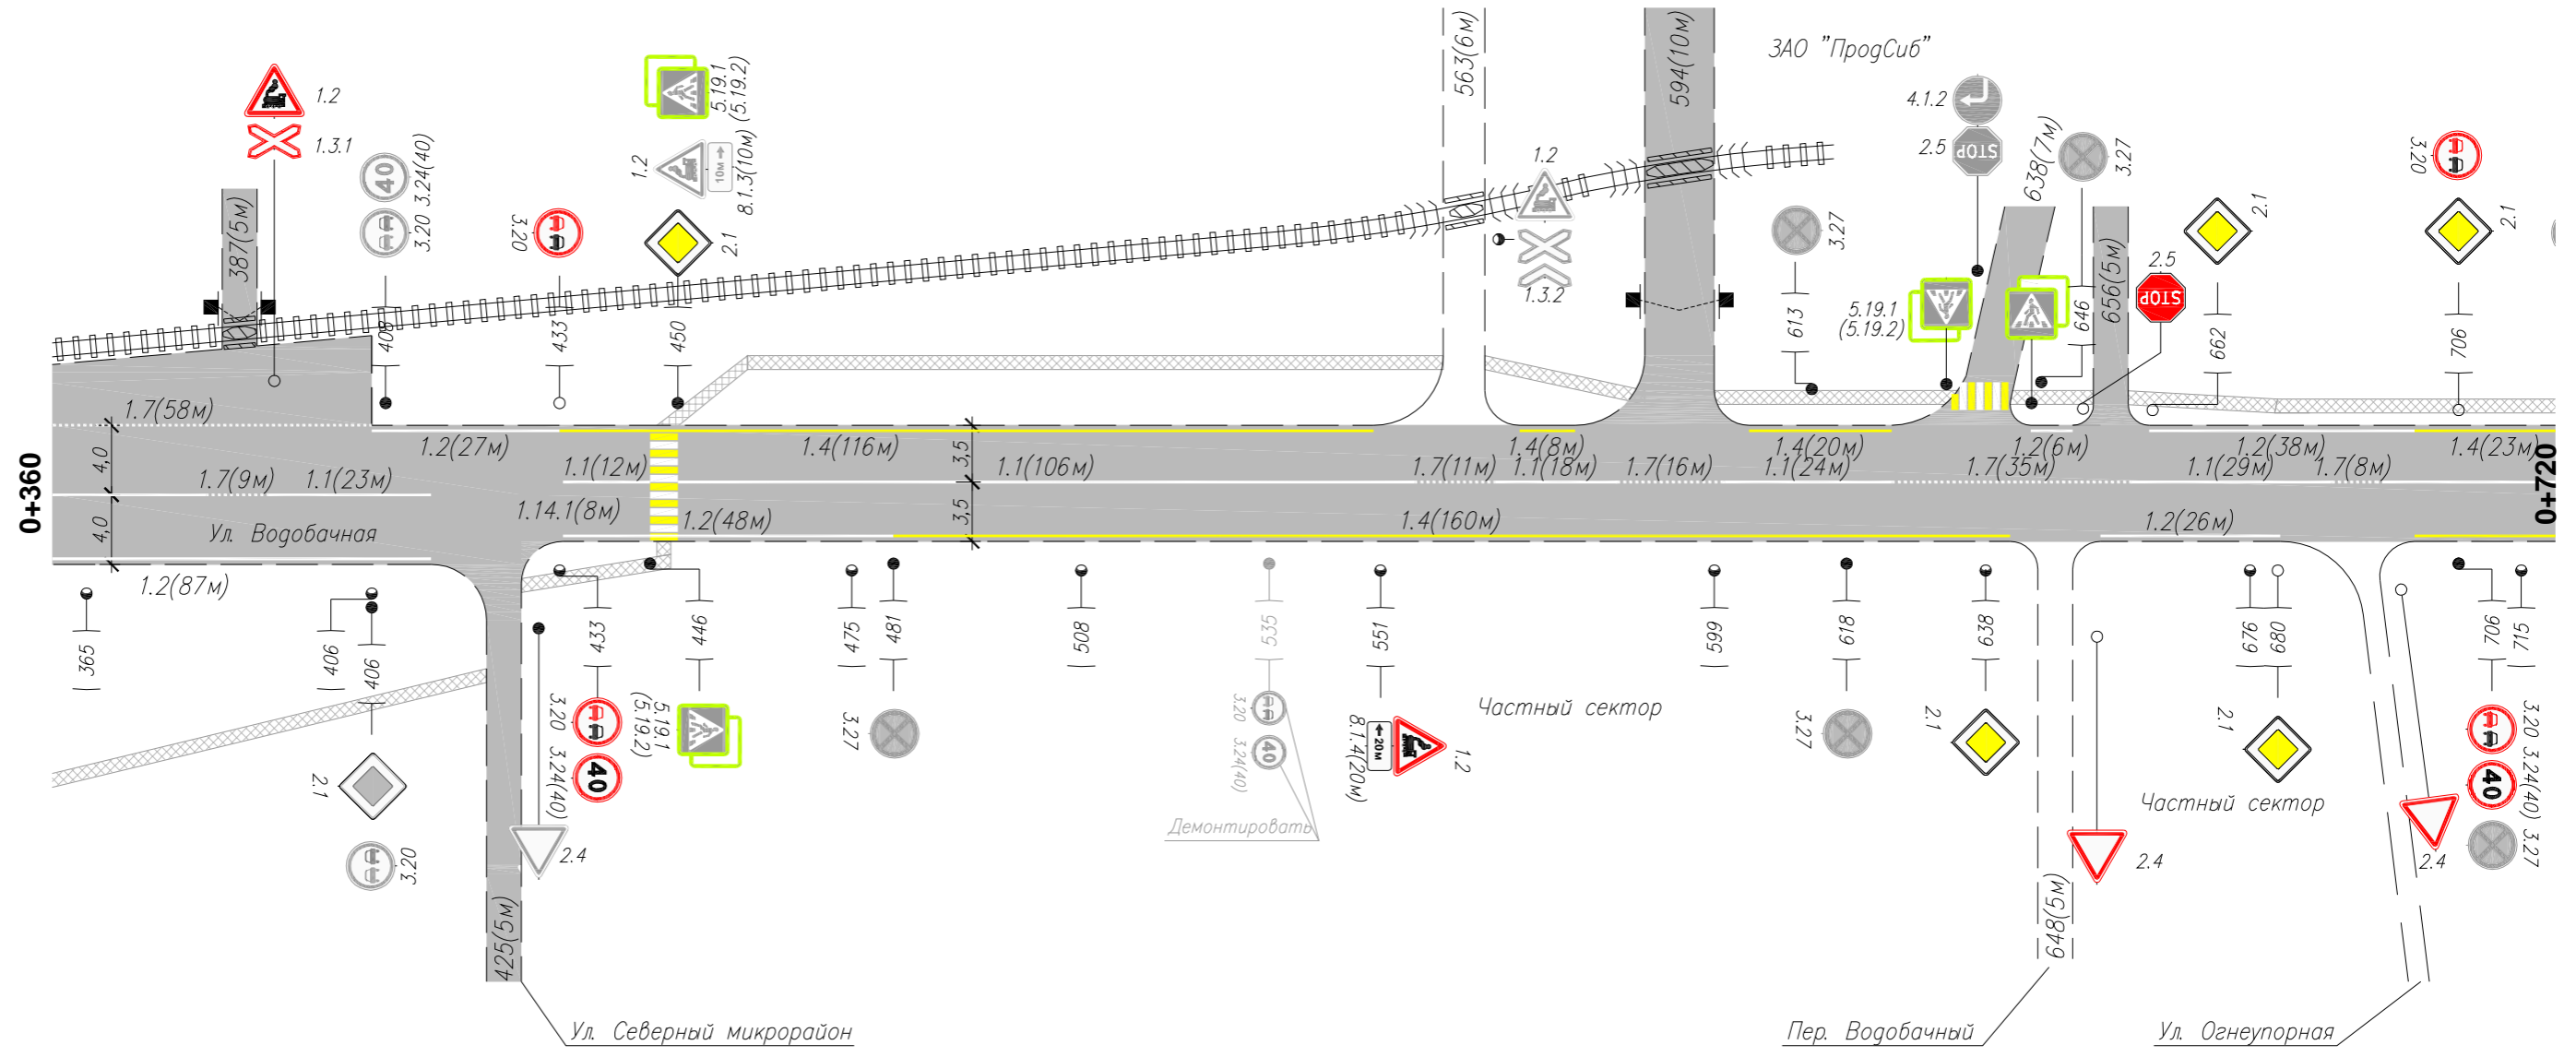 563(6м)
594(10м)
ЗАО "ПродСиб"
1.2
1.3.1
3.24(40)
40
3.20
5.19.1
(5.19.2)
1.2
10м
8.1.3(10м)
2.1
3.20
387(5м)
408
433
450
1.2
1.3.2
3.27
613
4.1.2
2.5
STOP
638(7м)
3.27
5.19.1
(5.19.2)
646
656(5м)
2.5
STOP
2.1
662
3.20
2.1
706
0+360
1.7(58м)
1.2(27м)
1.4(116м)
1.4(8м)
1.4(20м)
1.2(6м)
1.2(38м)
1.4(23м)
4,0
3,5
1.7(9м)
1.1(23м)
1.1(12м)
1.1(106м)
1.7(11м)
1.1(18м)
1.7(16м)
1.1(24м)
1.7(35м)
1.1(29м)
1.7(8м)
0+720
4,0
3,5
Ул. Водобачная
1.14.1(8м)
1.2(48м)
1.4(160м)
1.2(26м)
1.2(87м)
365
406
406
433
446
475
481
508
535
551
599
618
638
676
680
706
715
2.1
3.20
3.20
3.24(40)
40
5.19.1
(5.19.2)
3.27
3.20
3.24(40)
40
Демонтировать
8.1.4(20м)
20м
1.2
Частный сектор
3.27
2.1
2.1
Частный сектор
3.20
3.24(40)
40
3.27
2.4
2.4
2.4
425(5м)
648(5м)
Ул. Северный микрорайон
Пер. Водобачный
Ул. Огнеупорная